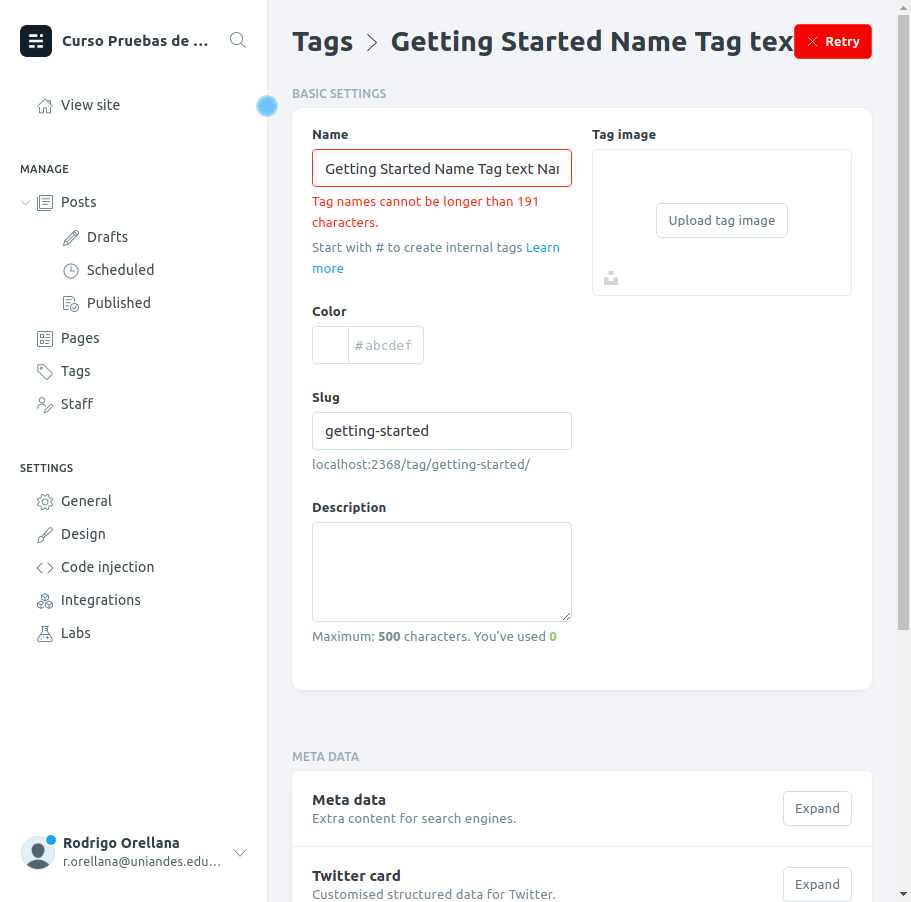 Curso Pruebas de ...
View site
MANAGE
Posts
Drafts
Scheduled
Published
Pages
Tags
Staff
SETTINGS
General
Design
Code injection
Integrations
Labs
Rodrigo Orellana
r.orellana@uniandes.edu...
Tags > Getting Started Name Tag tex
Retry
BASIC SETTINGS
Name
Getting Started Name Tag text Nar
Tag names cannot be longer than 191
characters.
Start with # to create internal tags Learn
more
Color
#abcdef
Slug
getting-started
localhost:2368/tag/getting-started/
Description
Maximum: 500 characters. You’ve used 0
Tag image
Upload tag image
META DATA
Meta data
Extra content for search engines.
Expand
Twitter card
Customised structured data for Twitter.
Expand